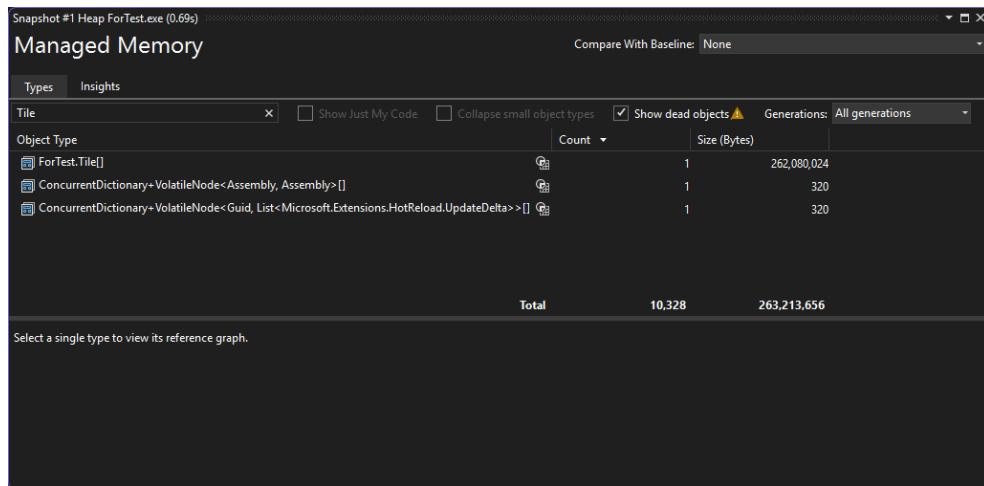 Snapshot #1 Heap ForTest.exe (0.69s)
Managed Memory
Compare With Baseline: None
Types Insights
Tile Show Just My Code Collapse small object types Show dead objects Generations: All generations
Object Type Count Size (Bytes)
ForTest.Tile[] 1 262,080,024
ConcurrentDictionary+VolatileNode<Assembly, Assembly>[] 1 320
ConcurrentDictionary+VolatileNode<Guid, List<Microsoft.Extensions.HotReload.UpdateDelta>>[] 1 320
Total 10,328 263,213,656
Select a single type to view its reference graph.